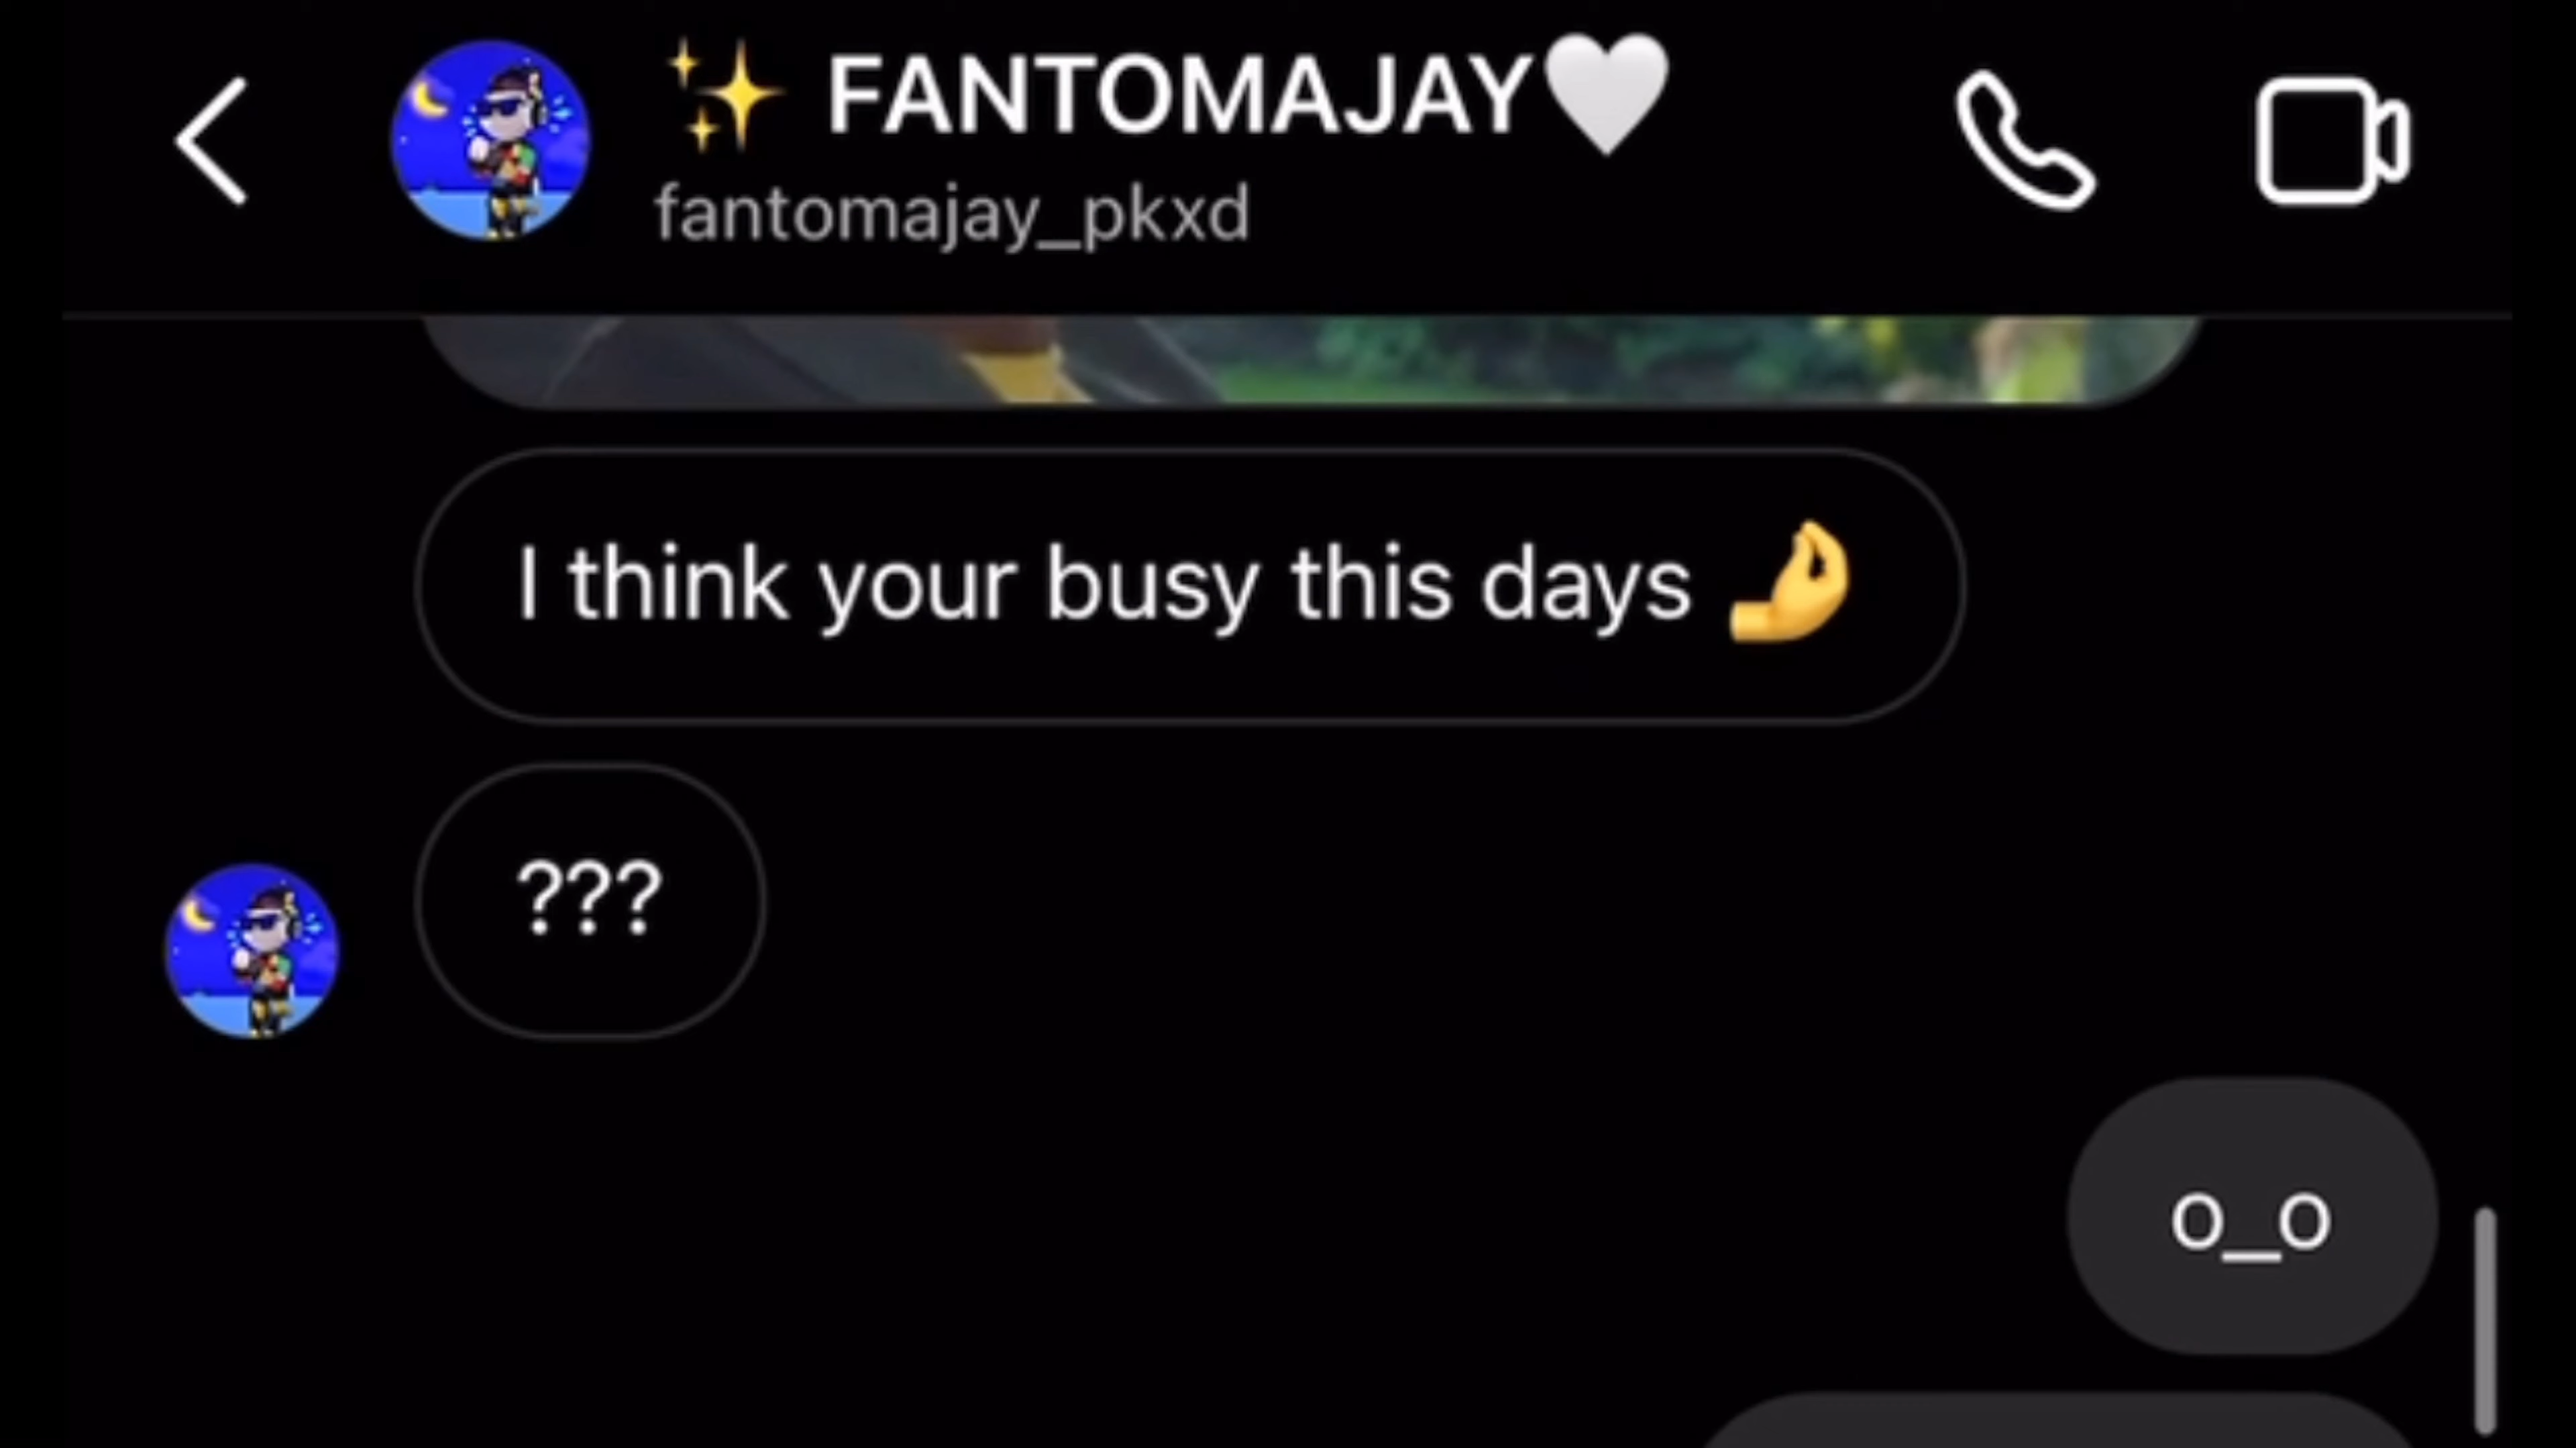 ✨ FANTOMAJAY🤍
fantomajay_pkxd
I think your busy this days 🤌
???
o_o